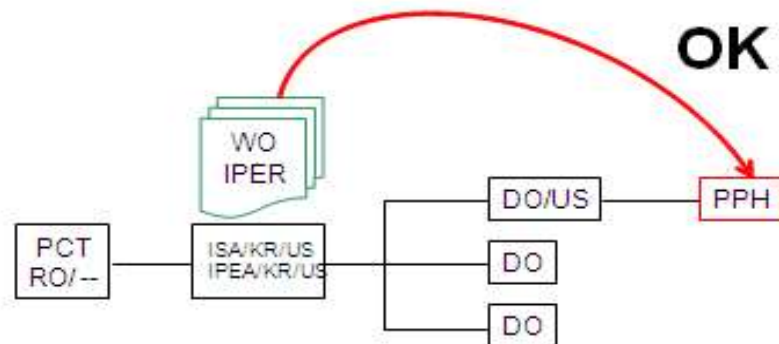 OK
WO
IPER
DO/US
PPH
PCT
RO/--
ISA/KR/US
IPEA/KR/US
DO
DO